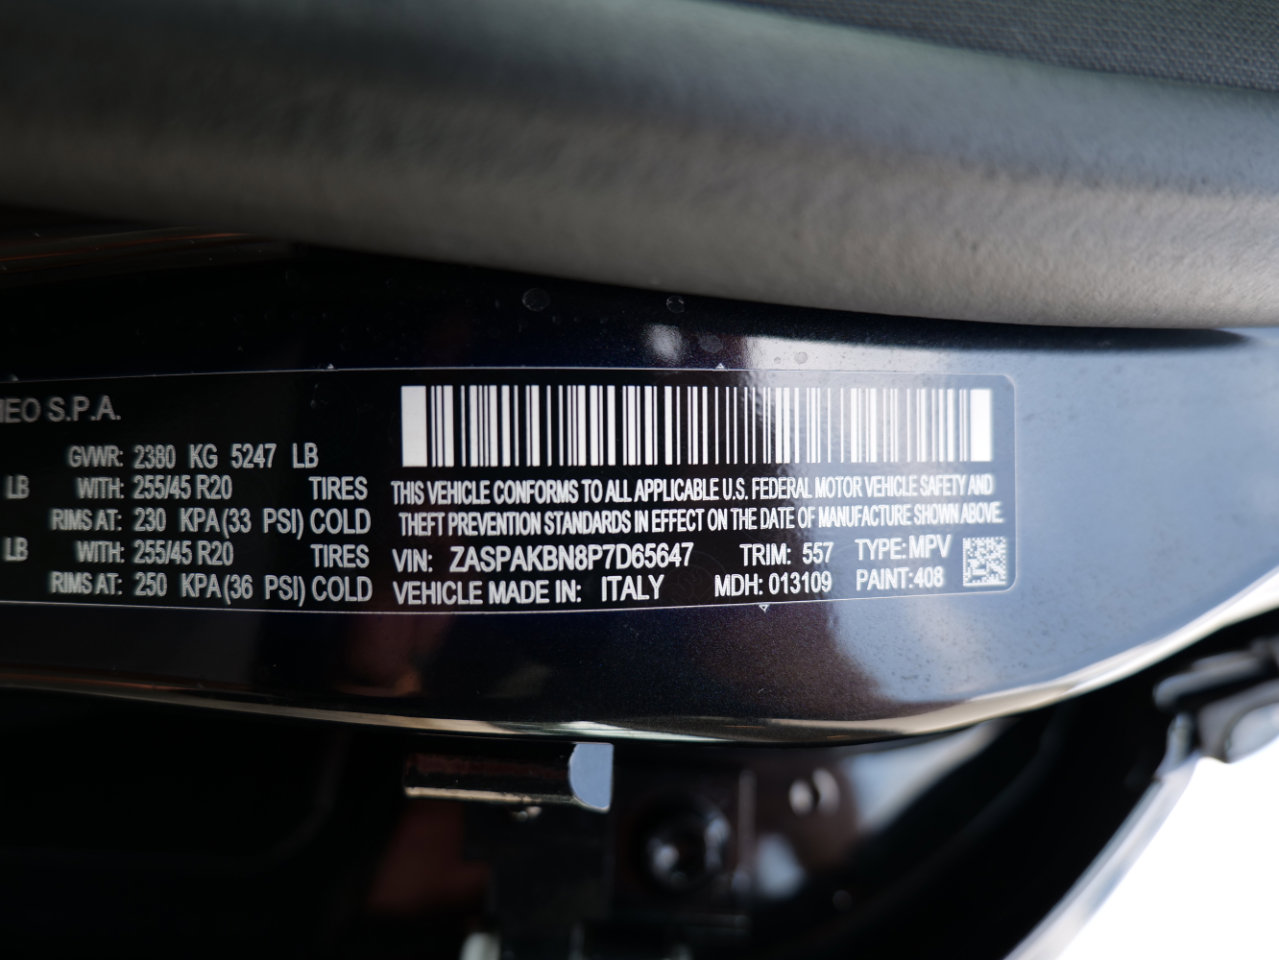 MEO S.P.A.
GVWR: 2380 KG 5247 LB
LB WITH: 255/45 R20 TIRES
RIMS AT: 230 KPA (33 PSI) COLD
LB WITH: 255/45 R20 TIRES
RIMS AT: 250 KPA (36 PSI) COLD
THIS VEHICLE CONFORMS TO ALL APPLICABLE U.S. FEDERAL MOTOR VEHICLE SAFETY AND
THEFT PREVENTION STANDARDS IN EFFECT ON THE DATE OF MANUFACTURE SHOWN ABOVE.
VIN: ZASPAKBN8P7D65647 TRIM: 557 TYPE: MPV
VEHICLE MADE IN: ITALY MDH: 013109 PAINT: 408